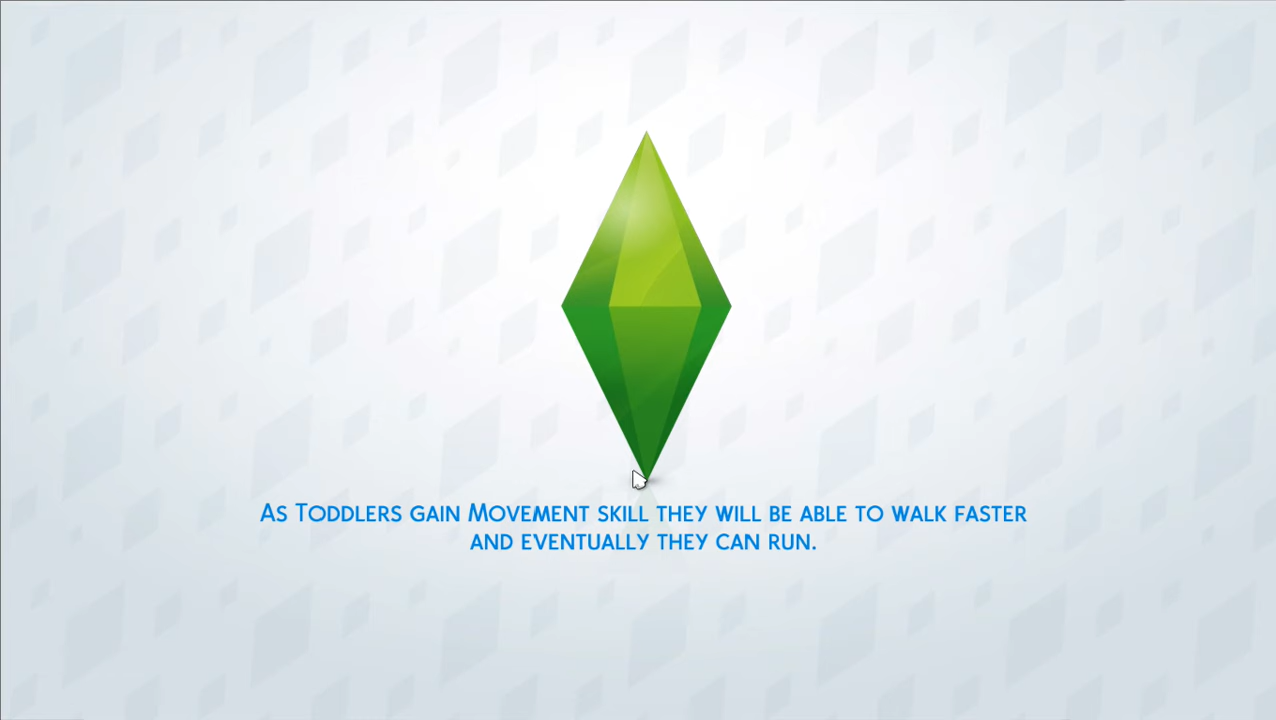 As Toddlers gain Movement skill they will be able to walk faster
and eventually they can run.